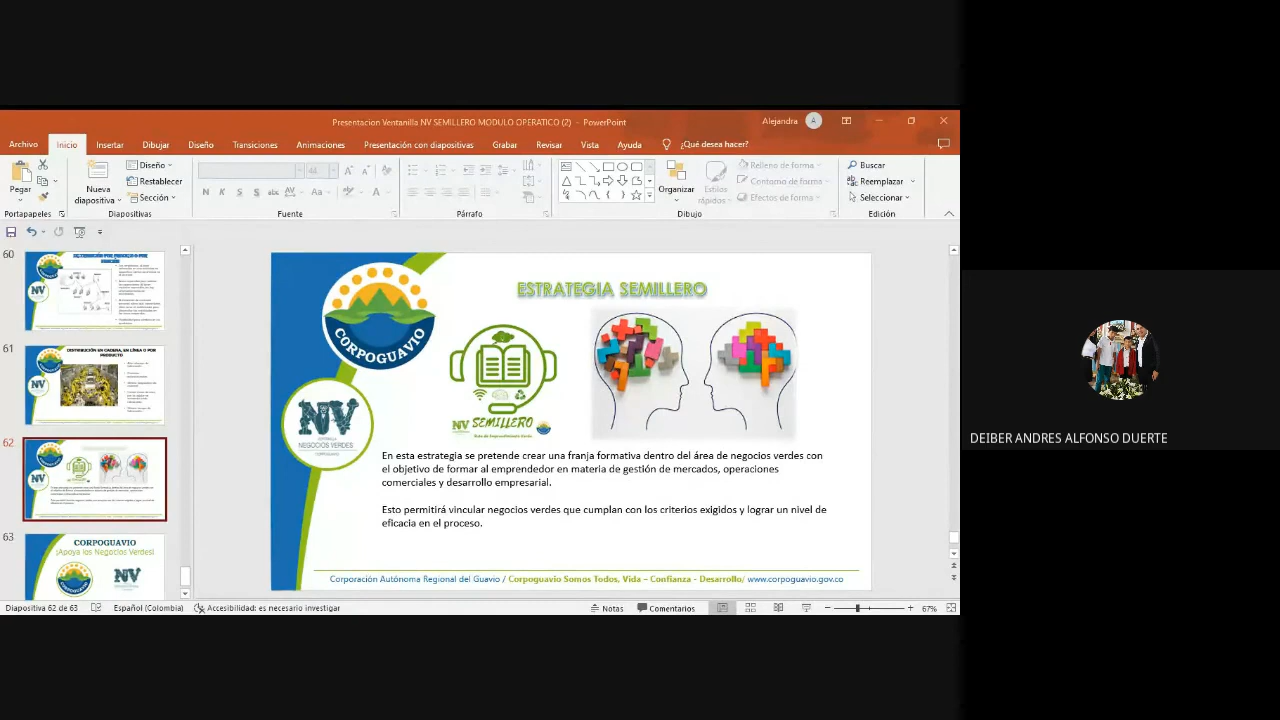 Presentacion Ventanilla NV SEMILLERO MODULO OPERATICO (2) - PowerPoint
Alejandra
A
Archivo Inicio Insertar Dibujar Diseño Transiciones Animaciones Presentación con diapositivas Grabar Revisar Vista Ayuda ¿Qué desea hacer?
Pegar
Nueva diapositiva
Diseño
Restablecer
Sección
N K S S abc AV Aa A
Organizar
Estilos rápidos
Relleno de forma
Contorno de forma
Efectos de forma
Buscar
Reemplazar
Seleccionar
Portapapeles Diapositivas Fuente Párrafo Dibujo Edición
60
NV
61
DISTRIBUCIÓN EN CADENA, EN LÍNEA O POR
PRODUCTO
NV
62
63
CORPOGUAVIO
¡Apoya los Negocios Verdes!
NV
CORPOGUAVIO
NV
NEGOCIOS VERDES
CORPOGUAVIO
ESTRATEGIA SEMILLERO
NV SEMILLERO
En esta estrategia se pretende crear una franja formativa dentro del área de negocios verdes con
el objetivo de formar al emprendedor en materia de gestión de mercados, operaciones
comerciales y desarrollo empresarial.
Esto permitirá vincular negocios verdes que cumplan con los criterios exigidos y lograr un nivel de
eficacia en el proceso.
Corporación Autónoma Regional del Guavio / Corpoguavio Somos Todos, Vida – Confianza - Desarrollo/ www.corpoguavio.gov.co
Diapositiva 62 de 63 Español (Colombia) Accesibilidad: es necesario investigar Notas Comentarios 67%
DEIBER ANDRES ALFONSO DUERTE